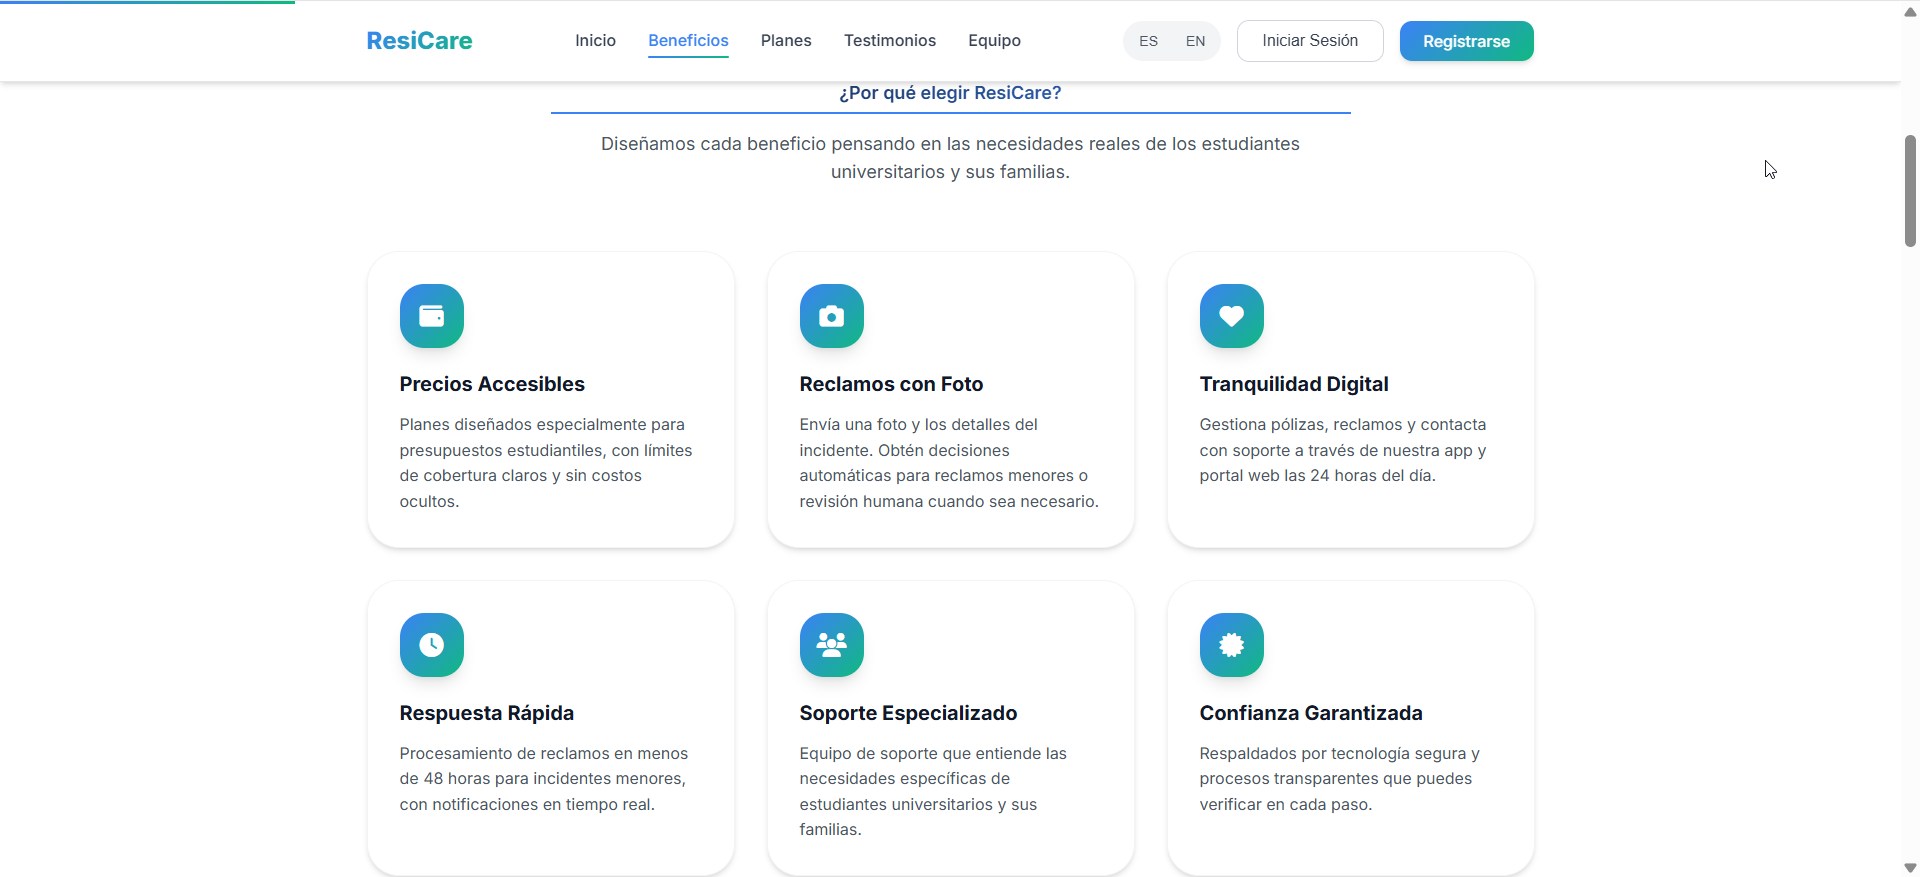 ResiCare
Inicio
Beneficios
Planes
Testimonios
Equipo
ES
EN
Iniciar Sesión
Registrarse
¿Por qué elegir ResiCare?
Diseñamos cada beneficio pensando en las necesidades reales de los estudiantes
universitarios y sus familias.
Precios Accesibles
Planes diseñados especialmente para
presupuestos estudiantiles, con límites
de cobertura claros y sin costos
ocultos.
Reclamos con Foto
Envía una foto y los detalles del
incidente. Obtén decisiones
automáticas para reclamos menores o
revisión humana cuando sea necesario.
Tranquilidad Digital
Gestiona pólizas, reclamos y contacta
con soporte a través de nuestra app y
portal web las 24 horas del día.
Respuesta Rápida
Procesamiento de reclamos en menos
de 48 horas para incidentes menores,
con notificaciones en tiempo real.
Soporte Especializado
Equipo de soporte que entiende las
necesidades específicas de
estudiantes universitarios y sus
familias.
Confianza Garantizada
Respaldados por tecnología segura y
procesos transparentes que puedes
verificar en cada paso.